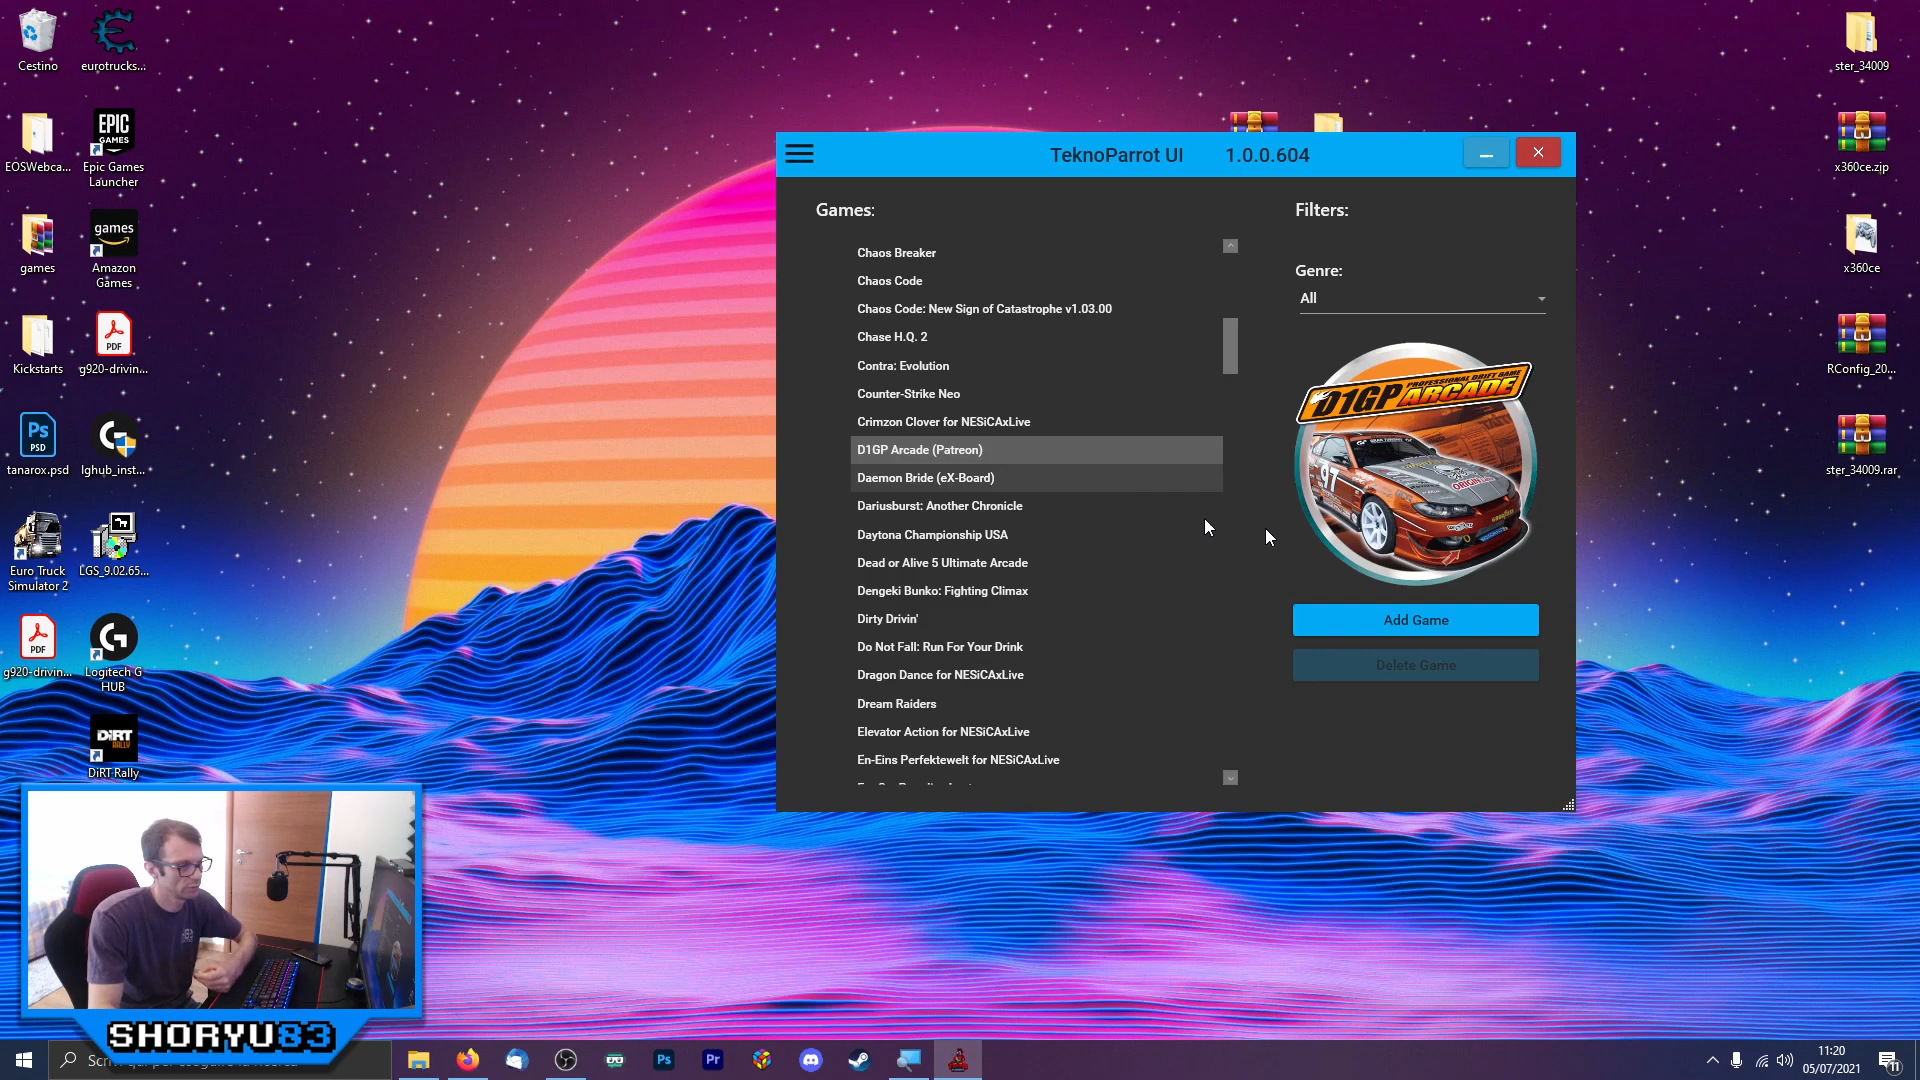 Cestino
eurotrucks...
EPIC
GAMES
EOSWebca...
Epic Games
Launcher
games
games
Amazon
Games
Kickstarts
PDF
g920-drivin...
Ps
PSD
tanarox.psd
lghub_inst...
Euro Truck
Simulator 2
LGS_9.02.65...
PDF
g920-drivin...
Logitech G
HUB
DiRT
RALLY
DiRT Rally
ster_34009
x360ce.zip
x360ce
RConfig_20...
ster_34009.rar
TeknoParrot UI 1.0.0.604
Games:
Chaos Breaker
Chaos Code
Chaos Code: New Sign of Catastrophe v1.03.00
Chase H.Q. 2
Contra: Evolution
Counter-Strike Neo
Crimzon Clover for NESiCAxLive
D1GP Arcade (Patreon)
Daemon Bride (eX-Board)
Dariusburst: Another Chronicle
Daytona Championship USA
Dead or Alive 5 Ultimate Arcade
Dengeki Bunko: Fighting Climax
Dirty Drivin'
Do Not Fall: Run For Your Drink
Dragon Dance for NESiCAxLive
Dream Raiders
Elevator Action for NESiCAxLive
En-Eins Perfektewelt for NESiCAxLive
Filters:
Genre:
All
PROFESSIONAL DRIFT GAME
D1GP ARCADE
97
Add Game
Delete Game
SHORYU83
Ps
Pr
11:20
05/07/2021
11